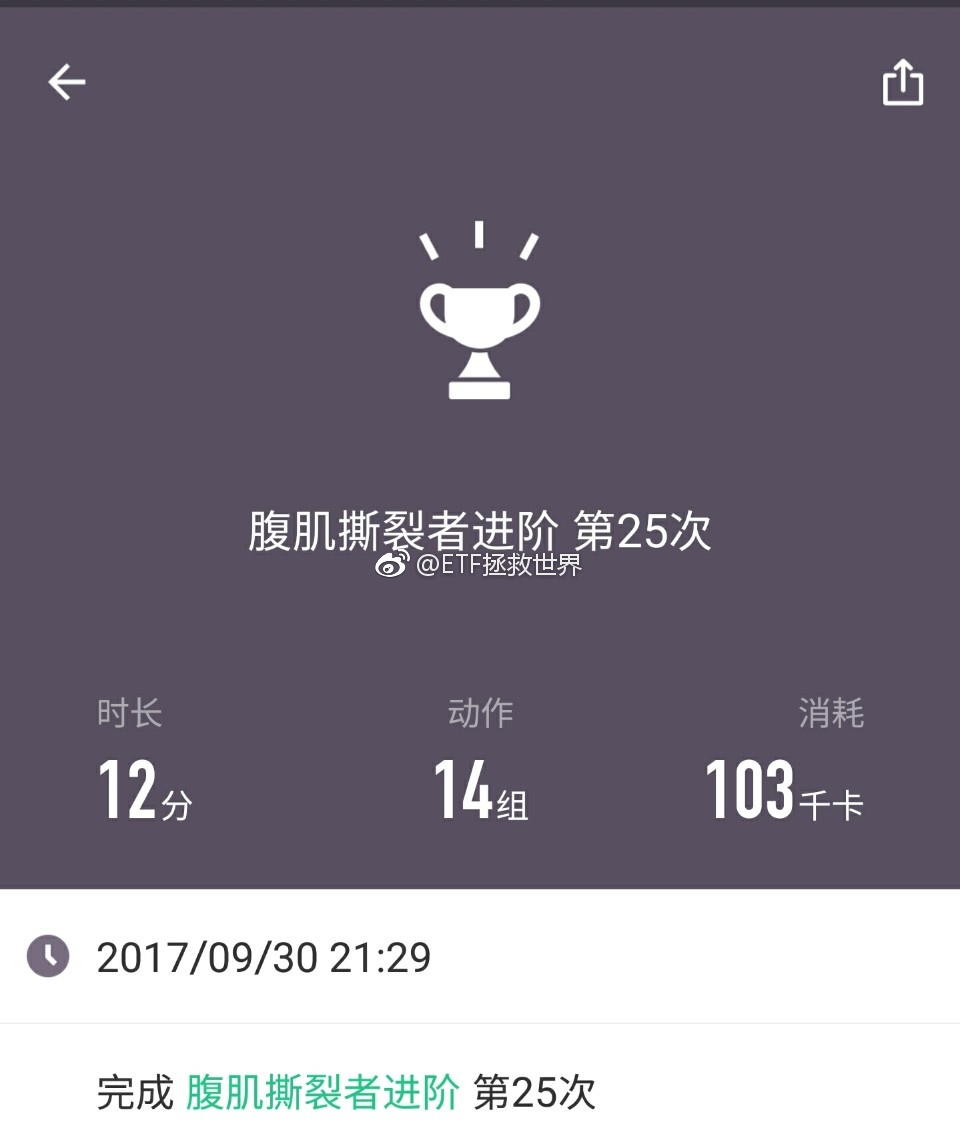 腹肌撕裂者进阶 第25次
@ETF拯救世界
时长 动作 消耗
12分 14组 103千卡
2017/09/30 21:29
完成 腹肌撕裂者进阶 第25次